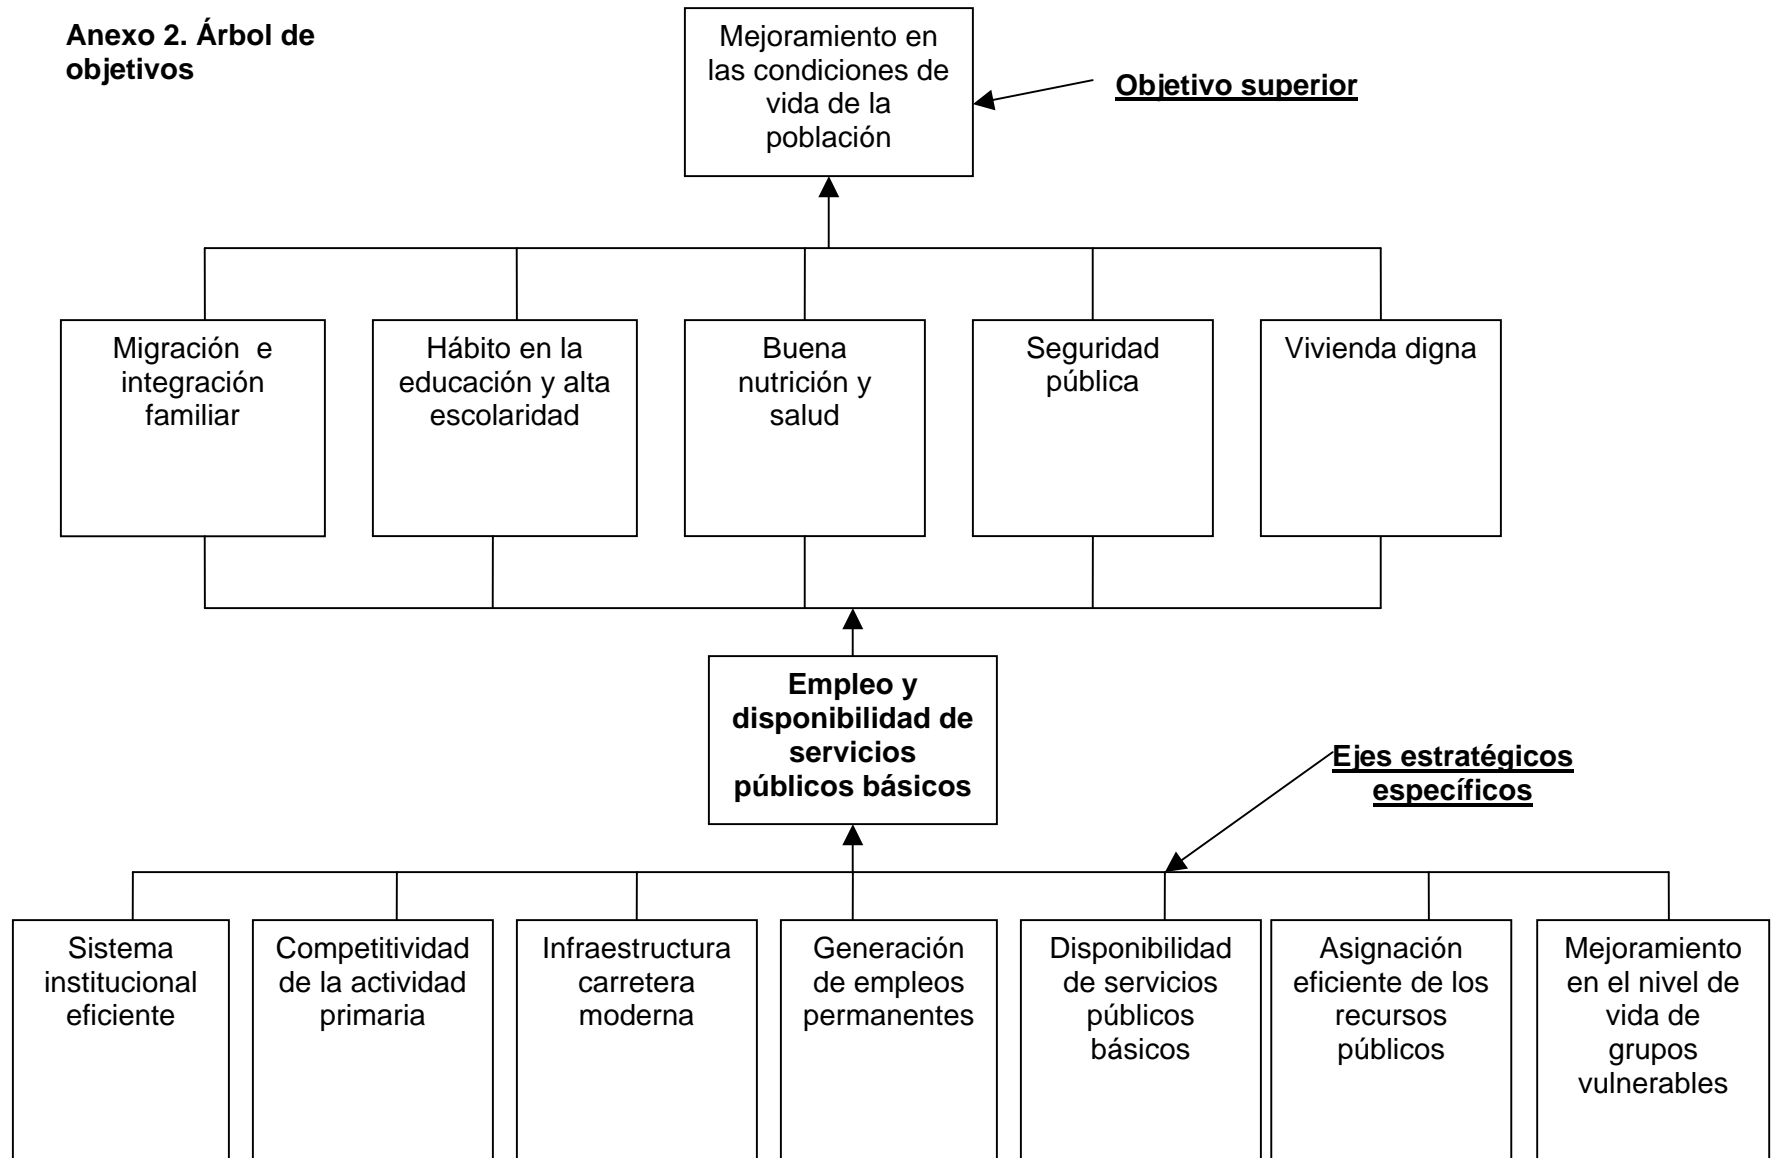 Anexo 2. Árbol de
objetivos
Mejoramiento en
las condiciones de
vida de la
población
Objetivo superior
Migración e
integración
familiar
Hábito en la
educación y alta
escolaridad
Buena
nutrición y
salud
Seguridad
pública
Vivienda digna
Empleo y
disponibilidad de
servicios
públicos básicos
Ejes estratégicos
específicos
Sistema
institucional
eficiente
Competitividad
de la actividad
primaria
Infraestructura
carretera
moderna
Generación
de empleos
permanentes
Disponibilidad
de servicios
públicos
básicos
Asignación
eficiente de los
recursos
públicos
Mejoramiento
en el nivel de
vida de
grupos
vulnerables